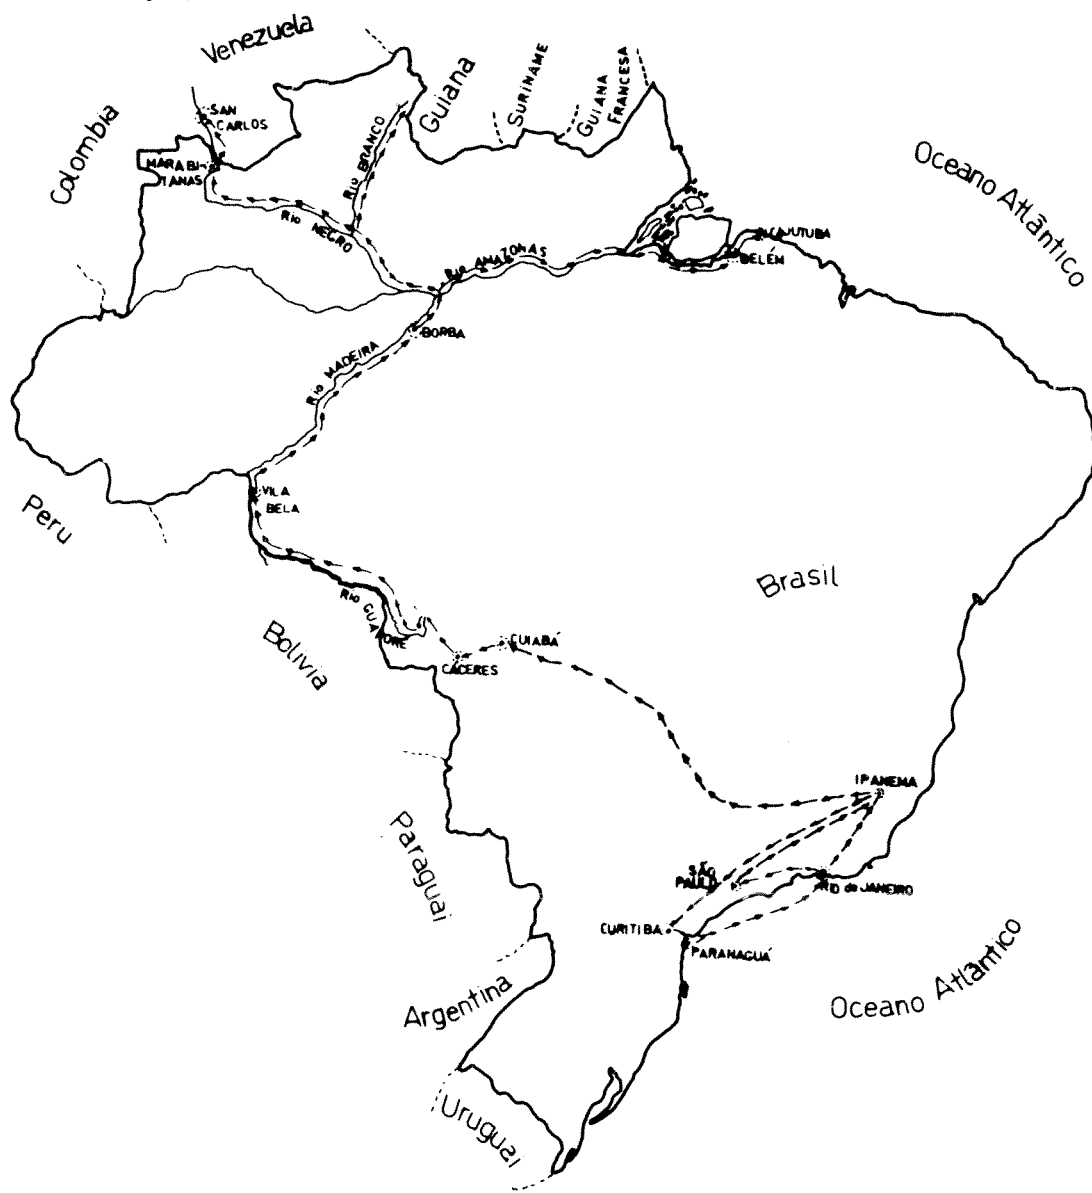 Venezuela
Colombia
Guiana
SURINAME
GUIANA
FRANCESA
Oceano Atlântico
SAN
CARLOS
MARABI-
TANAS
RIO BRANCO
RIO NEGRO
RIO AMAZONAS
BELÉM
BORBA
RIO MADEIRA
Peru
VILA
BELA
Brasil
RIO GUAPORÉ
Bolivia
CUIABÁ
CÁCERES
IPANEMA
Paraguai
SÃO
PAULO
RIO de JANEIRO
CURITIBA
PARANAGUÁ
Argentina
Oceano Atlântico
Uruguai